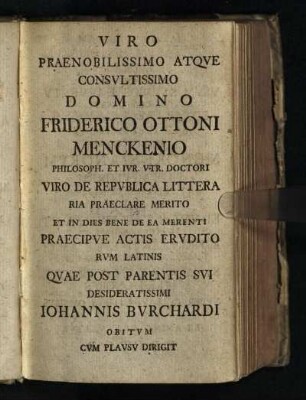 VIRO
PRAENOBILISSIMO ATQVE
CONSVLTISSIMO
DOMINO
FRIDERICO OTTONI
MENCKENIO
PHILOSOPH. ET IVR. VTR. DOCTORI
VIRO DE REPVBLICA LITTERA
RIA PRAECLARE MERITO
ET IN DIES BENE DE EA MERENTI
PRAECIPVE ACTIS ERVDITO
RVM LATINIS
QVAE POST PARENTIS SVI
DESIDERATISSIMI
IOHANNIS BVRCHARDI
OBITVM
CVM PLAVSV DIRIGIT